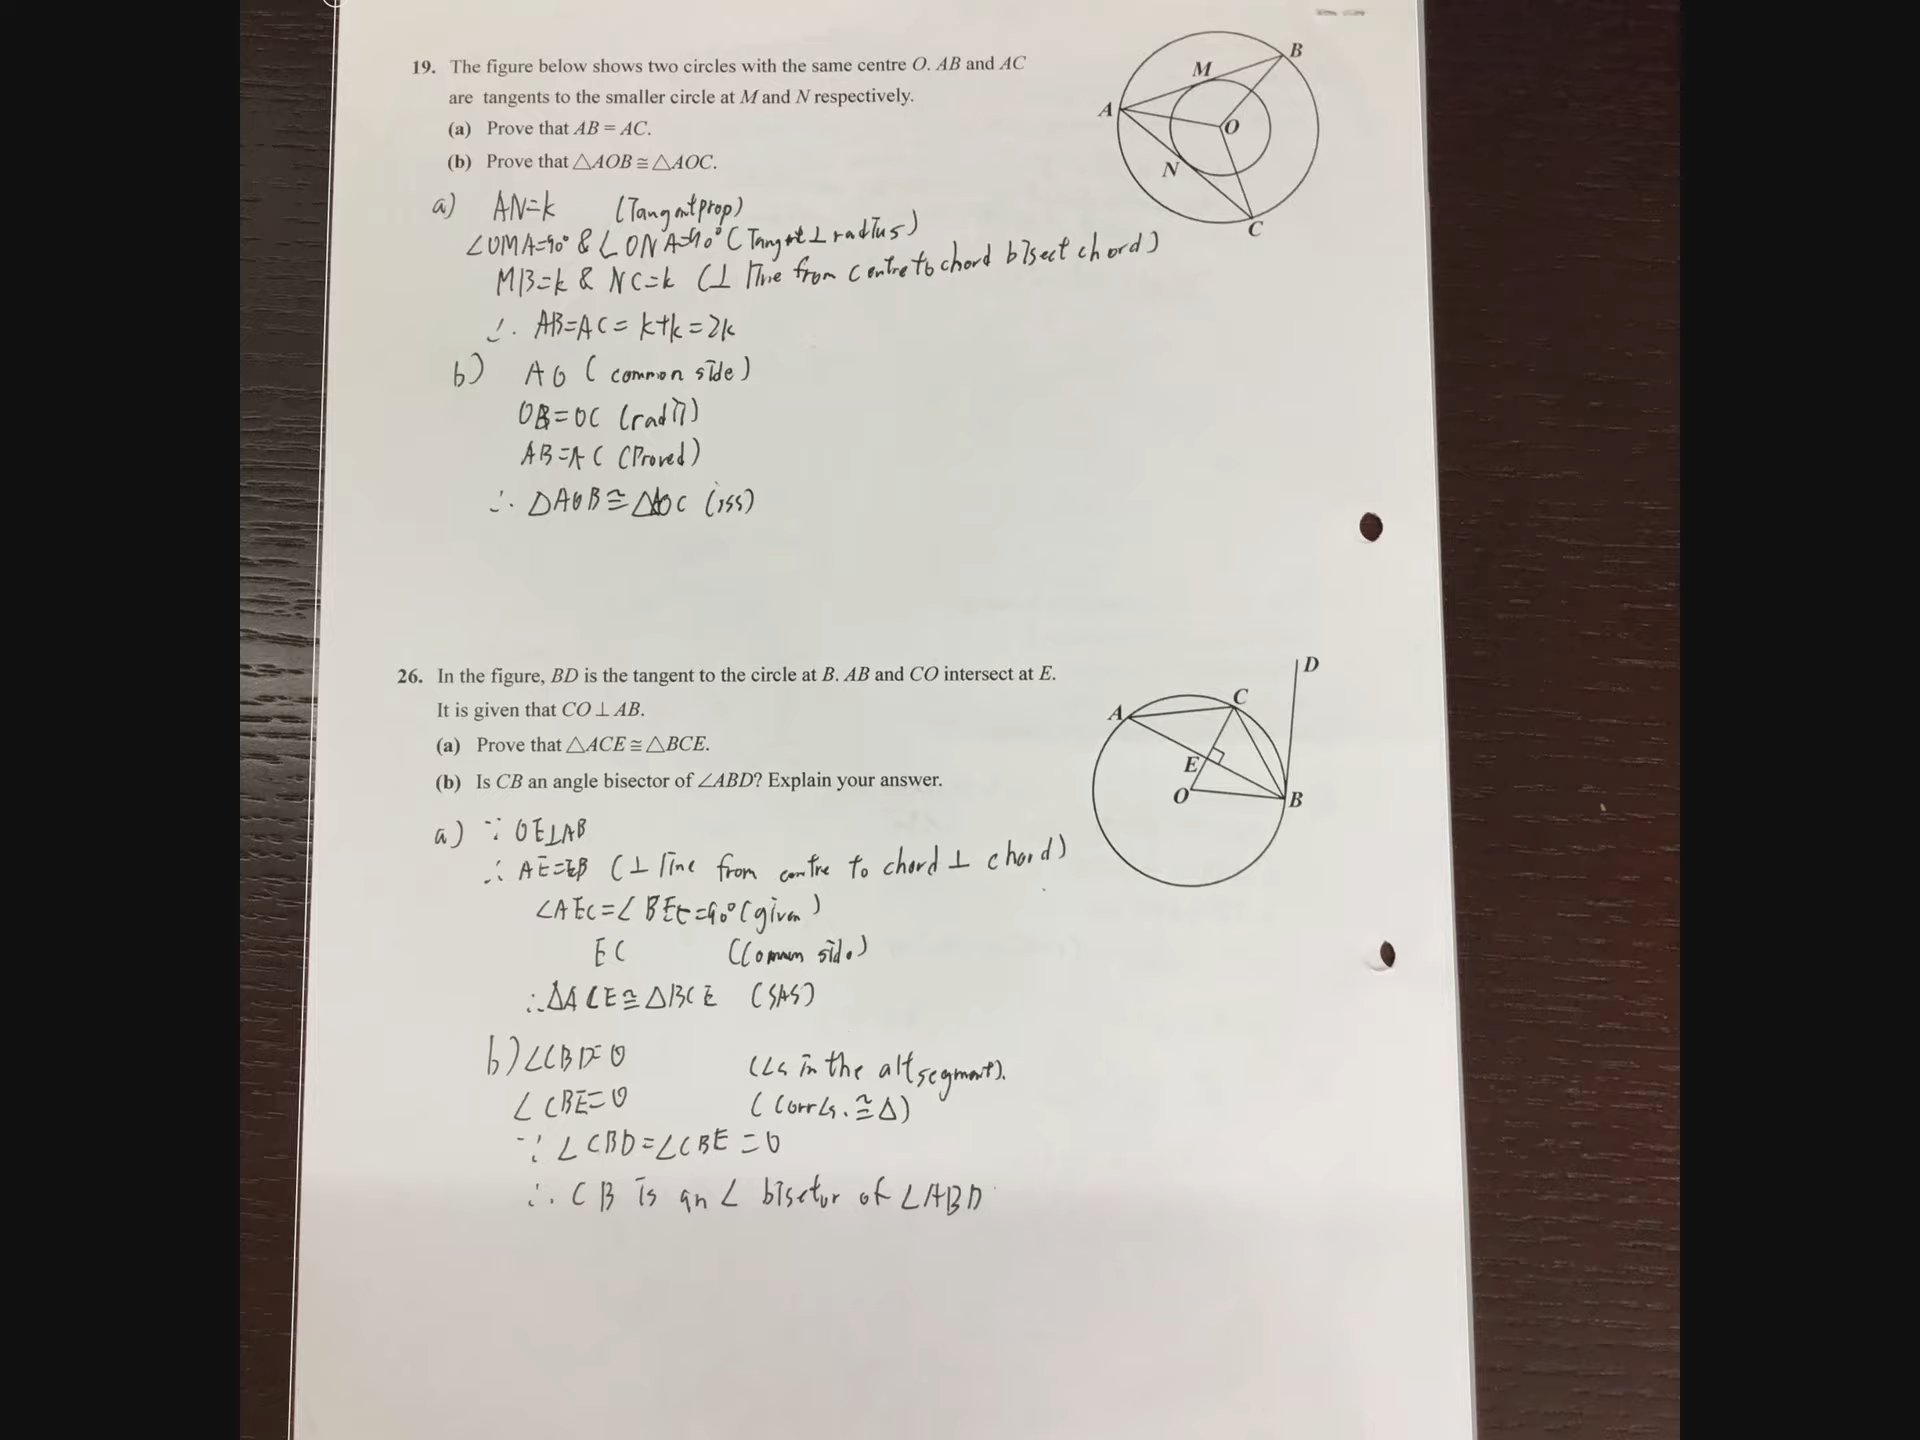 19. The figure below shows two circles with the same centre O. AB and AC
are tangents to the smaller circle at M and N respectively.
(a) Prove that AB = AC.
(b) Prove that △AOB ≅ △AOC.
A
B
M
O
N
C
a) AN=k (Tangent prop)
∠OMA=90° & ∠ONA=90° (Tangent ⊥ radius)
MB=k & NC=k (⊥ line from centre to chord bisect chord)
∴ AB=AC = k+k = 2k
b) AO (common side)
OB=OC (radii)
AB=AC (Proved)
∴ △AOB≅△AOC (sss)
26. In the figure, BD is the tangent to the circle at B. AB and CO intersect at E.
It is given that CO ⊥ AB.
(a) Prove that △ACE ≅ △BCE.
(b) Is CB an angle bisector of ∠ABD? Explain your answer.
D
C
A
E
O
B
a) ∵ OE⊥AB
∴ AE=EB (⊥ line from centre to chord ⊥ chord)
∠AEC=∠BEC=90° (given)
EC (Common side)
∴ △ACE≅△BCE (SAS)
b) ∠CBD=θ (∠s in the alt segment).
∠CBE=θ (corr ∠s. ≅ △)
∵ ∠CBD=∠CBE=θ
∴ CB is an ∠ bisetor of ∠ABD